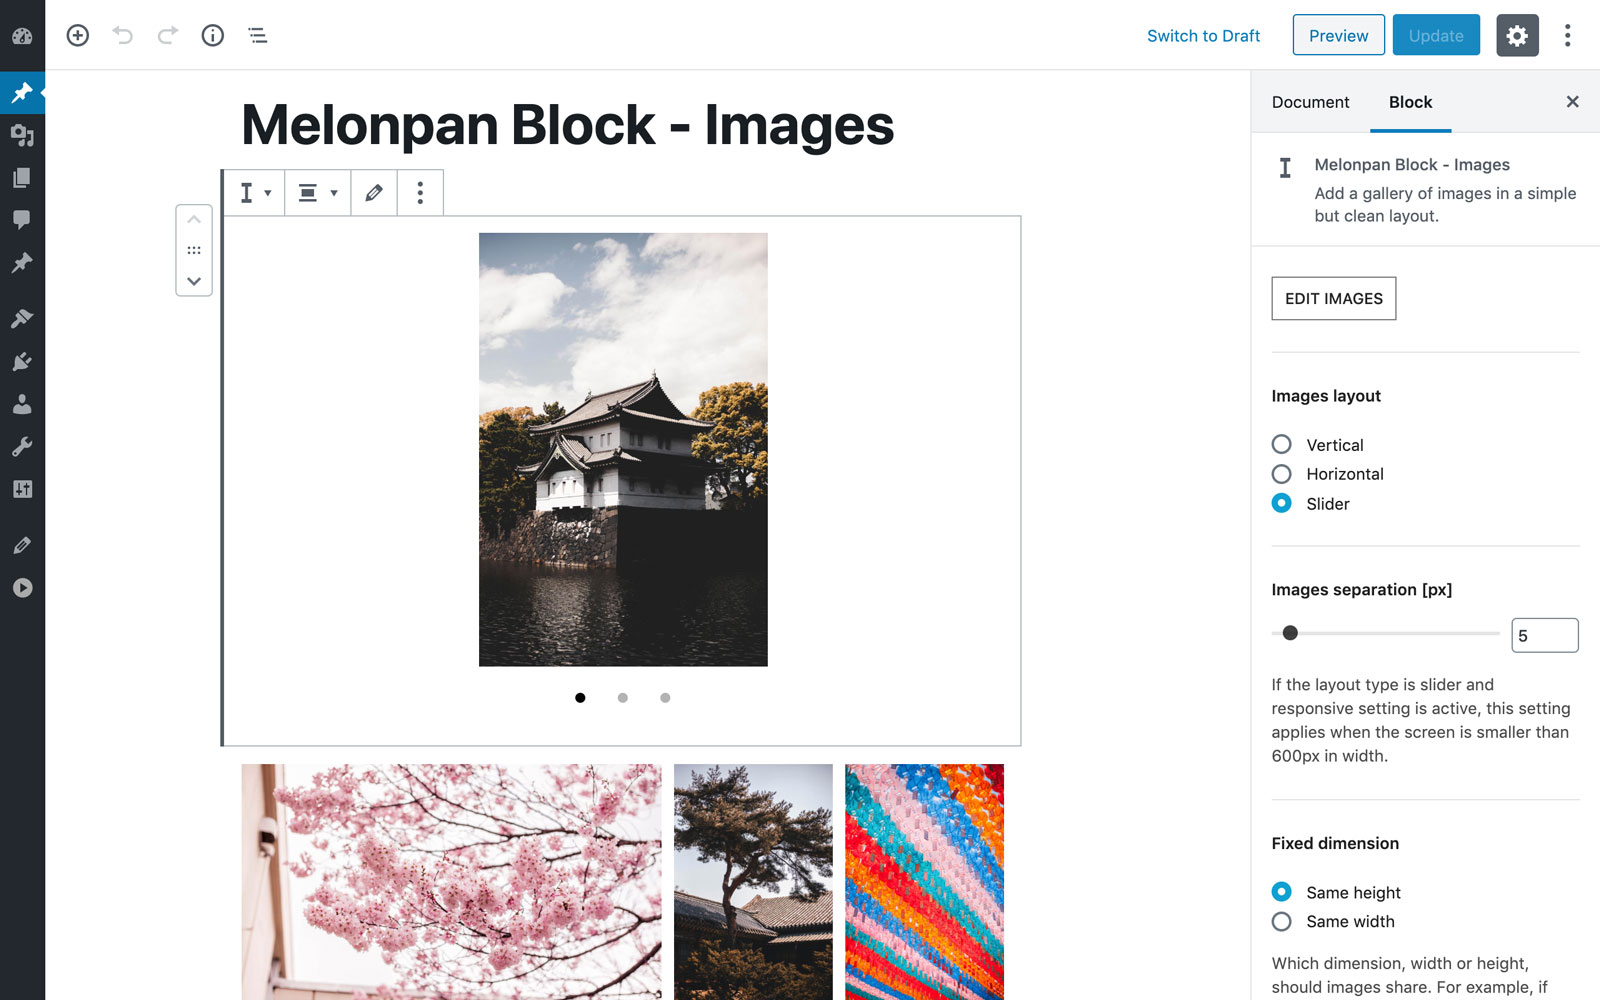 Switch to Draft
Preview
Update
Melonpan Block - Images
Document
Block
Melonpan Block - Images
Add a gallery of images in a simple
but clean layout.
EDIT IMAGES
Images layout
Vertical
Horizontal
Slider
Images separation [px]
5
If the layout type is slider and
responsive setting is active, this setting
applies when the screen is smaller than
600px in width.
Fixed dimension
Same height
Same width
Which dimension, width or height,
should images share. For example, if